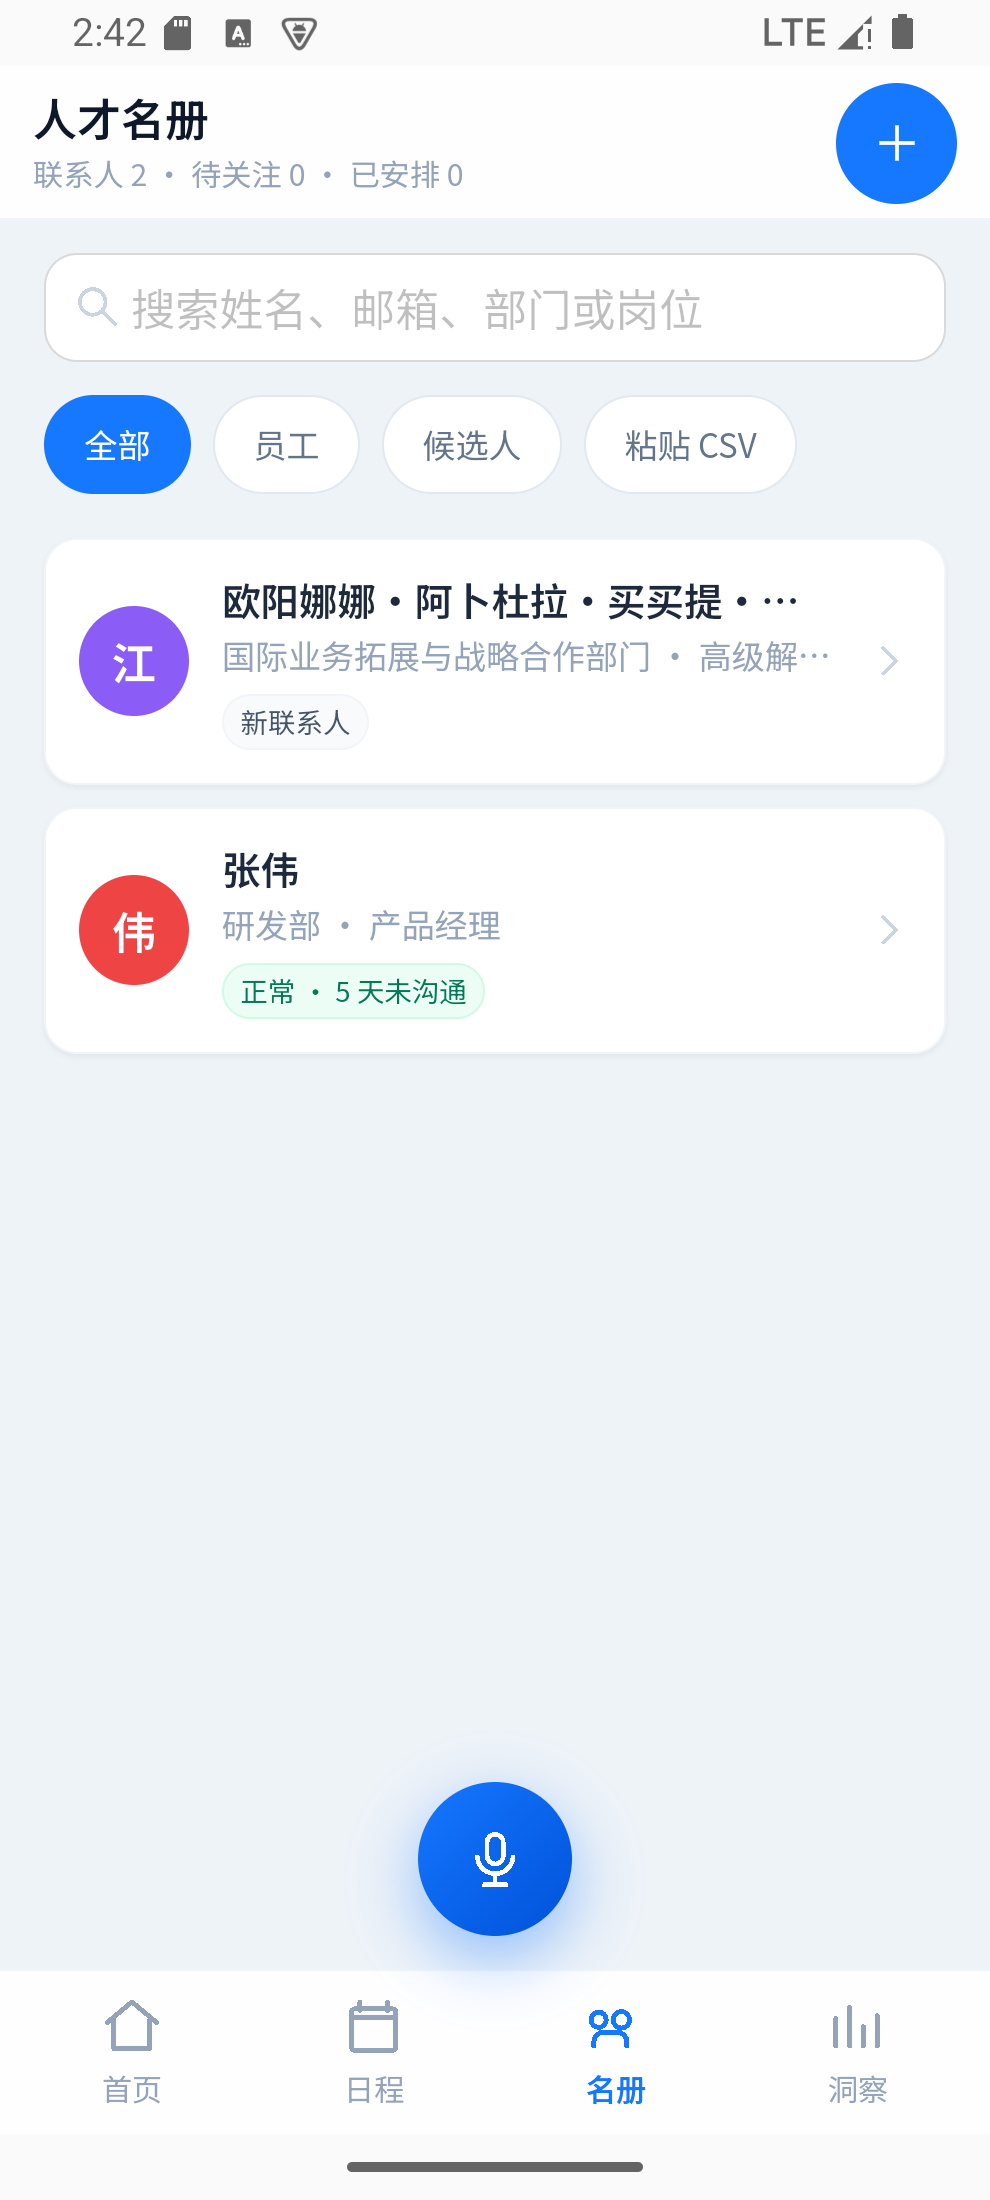 2:42
LTE
人才名册
联系人 2 · 待关注 0 · 已安排 0
搜索姓名、邮箱、部门或岗位
全部
员工
候选人
粘贴 CSV
江
欧阳娜娜·阿卜杜拉·买买提·…
国际业务拓展与战略合作部门 · 高级解…
新联系人
伟
张伟
研发部 · 产品经理
正常 · 5 天未沟通
首页
日程
名册
洞察